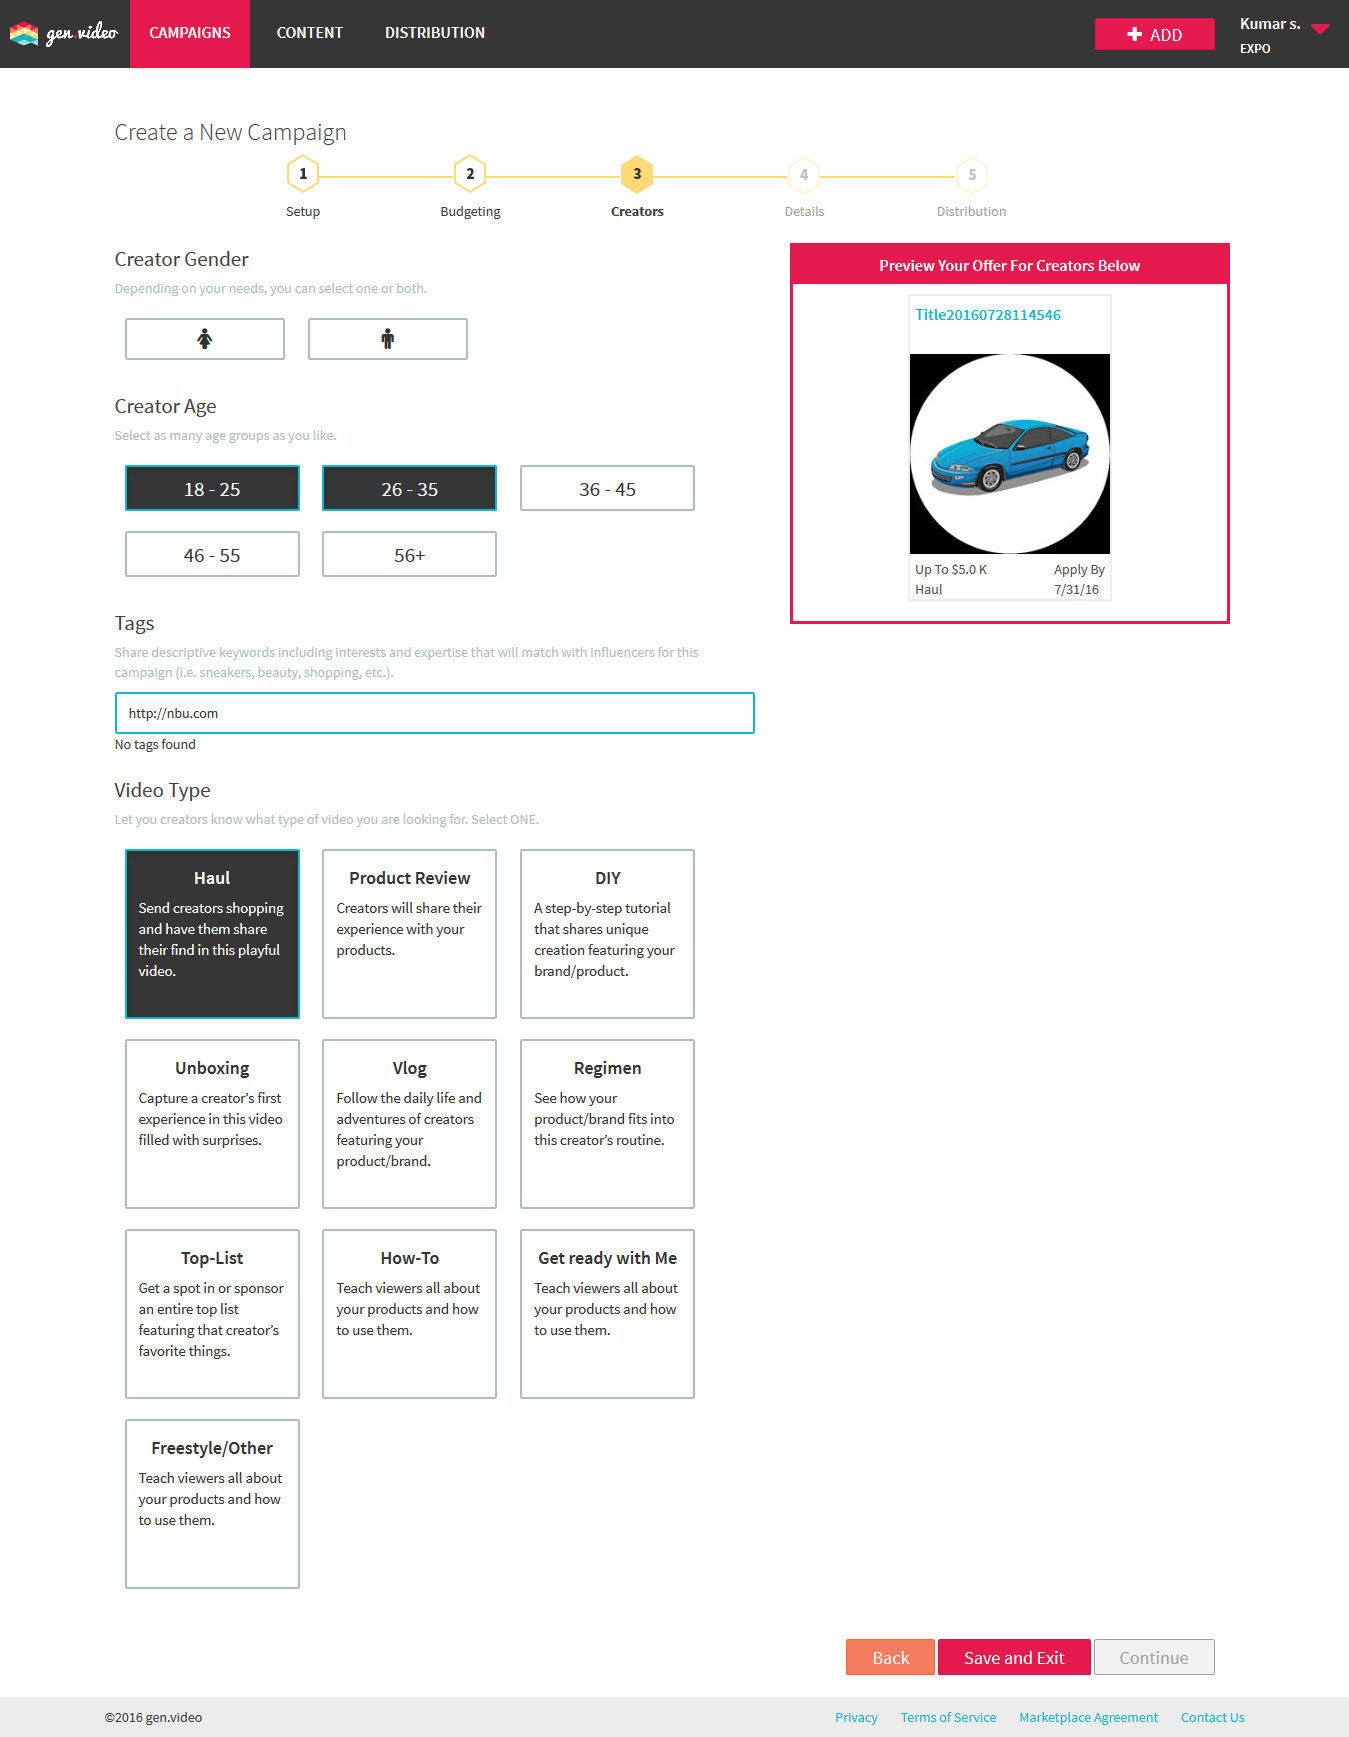 gen.video
CAMPAIGNS
CONTENT
DISTRIBUTION
ADD
Kumar s.
EXPO
Create a New Campaign
1
2
3
4
5
Setup
Budgeting
Creators
Details
Distribution
Creator Gender
Depending on your needs, you can select one or both.
Creator Age
Select as many age groups as you like.
18 - 25
26 - 35
36 - 45
46 - 55
56+
Tags
Share descriptive keywords including interests and expertise that will match with influencers for this
campaign (i.e. sneakers, beauty, shopping, etc.).
http://nbu.com
No tags found
Preview Your Offer For Creators Below
Title20160728114546
Up To $5.0 K
Haul
Apply By
7/31/16
Video Type
Let you creators know what type of video you are looking for. Select ONE.
Haul
Send creators shopping
and have them share
their find in this playful
video.
Product Review
Creators will share their
experience with your
products.
DIY
A step-by-step tutorial
that shares unique
creation featuring your
brand/product.
Unboxing
Capture a creator's first
experience in this video
filled with surprises.
Vlog
Follow the daily life and
adventures of creators
featuring your
product/brand.
Regimen
See how your
product/brand fits into
this creator's routine.
Top-List
Get a spot in or sponsor
an entire top list
featuring that creator's
favorite things.
How-To
Teach viewers all about
your products and how
to use them.
Get ready with Me
Teach viewers all about
your products and how
to use them.
Freestyle/Other
Teach viewers all about
your products and how
to use them.
Back
Save and Exit
Continue
©2016 gen.video
Privacy
Terms of Service
Marketplace Agreement
Contact Us